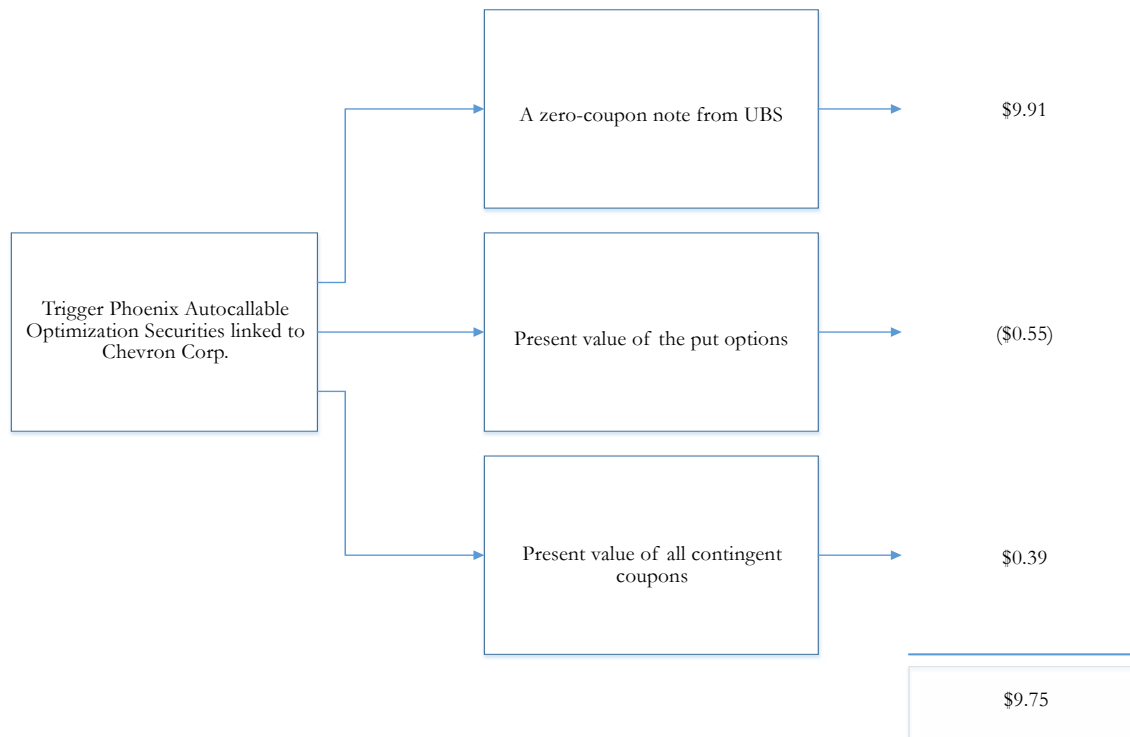 A zero-coupon note from UBS
$9.91
Trigger Phoenix Autocallable
Optimization Securities linked to
Chevron Corp.
Present value of the put options
($0.55)
Present value of all contingent
coupons
$0.39
$9.75